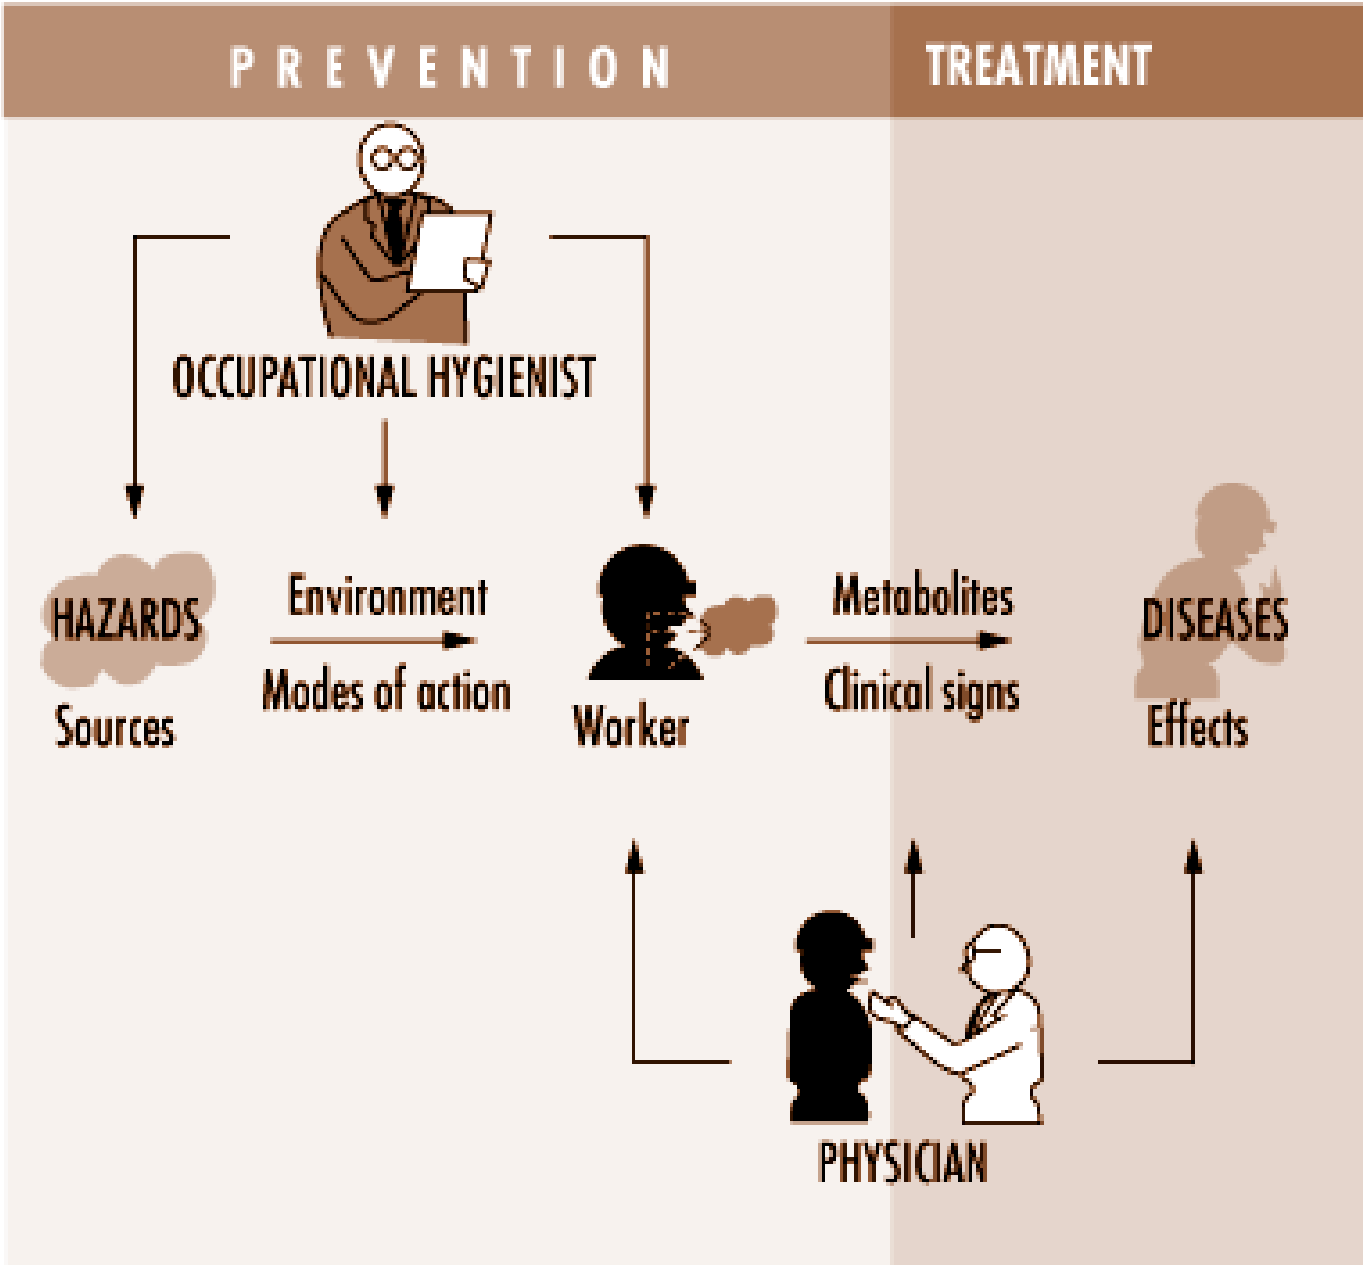 PREVENTION
TREATMENT
OCCUPATIONAL HYGIENIST
HAZARDS
Sources
Environment
Modes of action
Worker
Metabolites
Clinical signs
DISEASES
Effects
PHYSICIAN